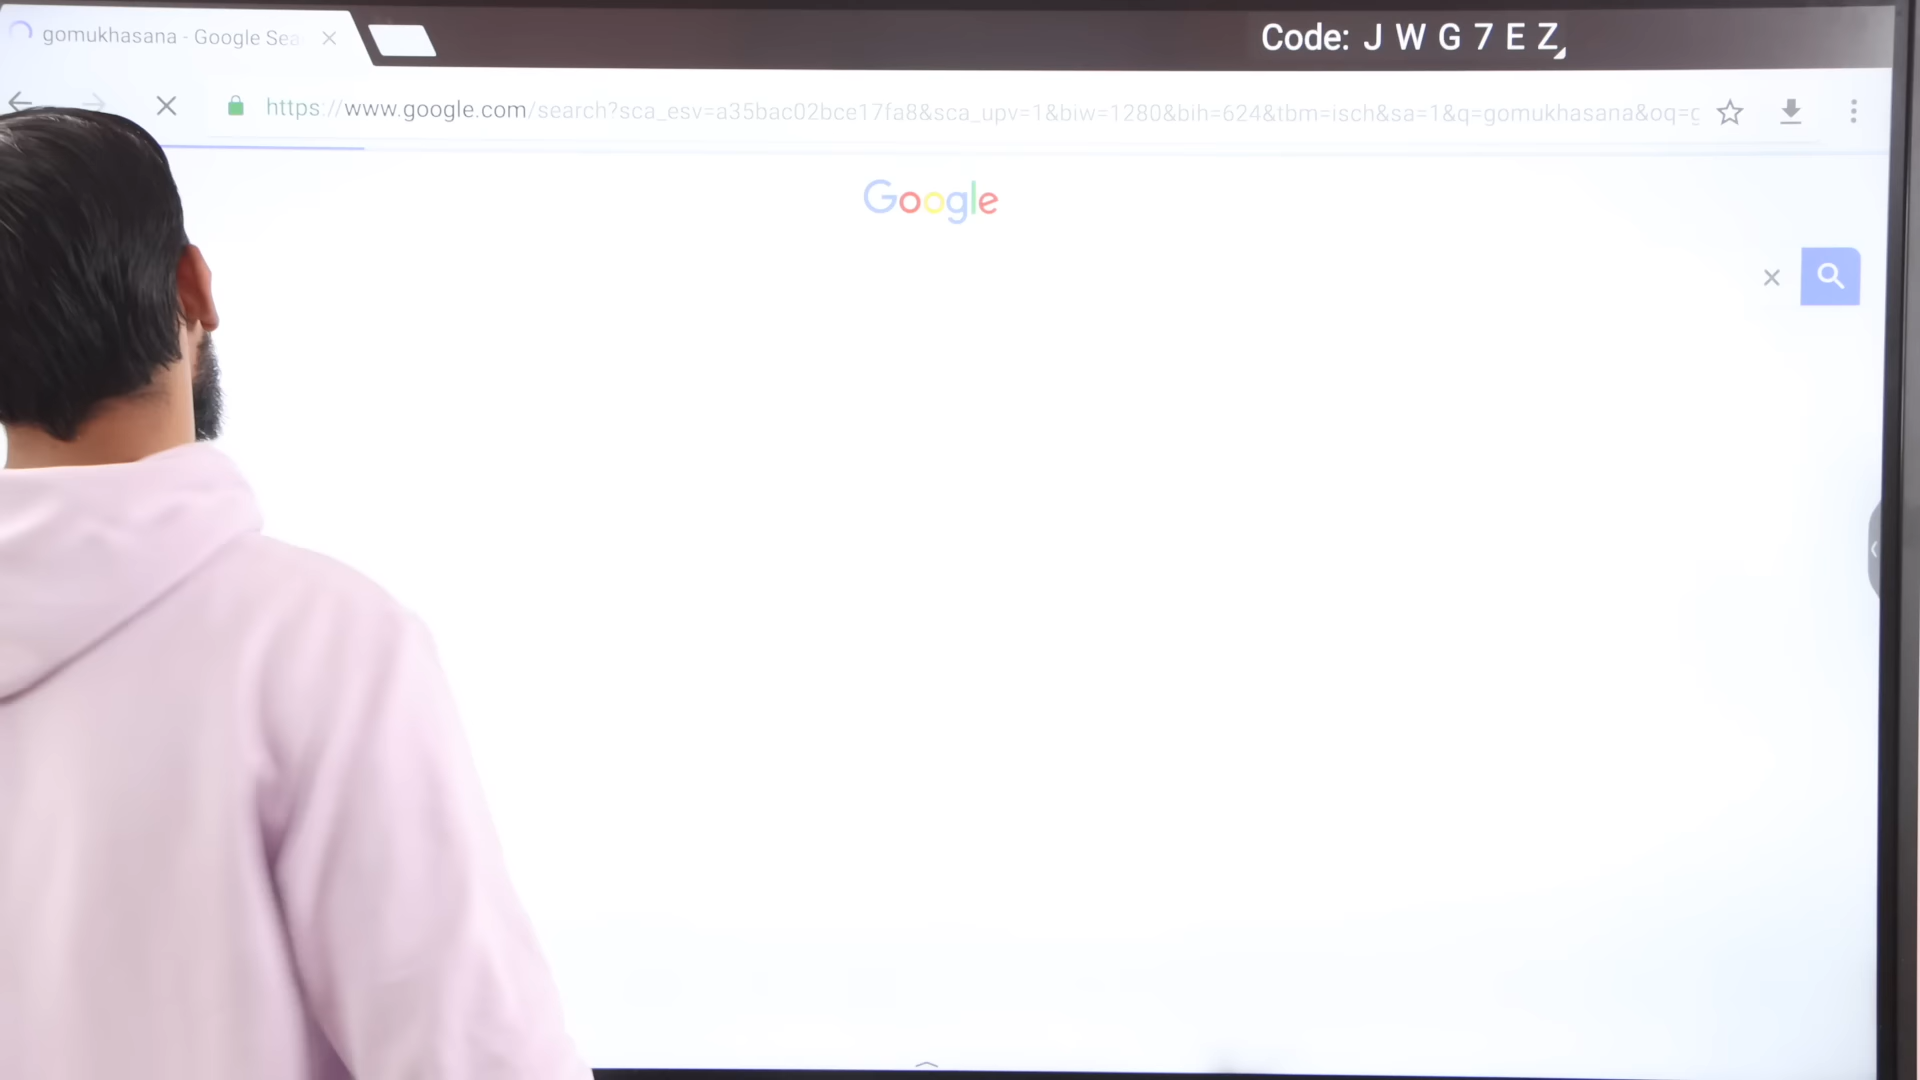 gomukhasana - Google Sea
Code: J W G 7 E Z
https://www.google.com/search?sca_esv=a35bac02bce17fa8&sca_upv=1&biw=1280&bih=624&tbm=isch&sa=1&q=gomukhasana&oq=g
Google